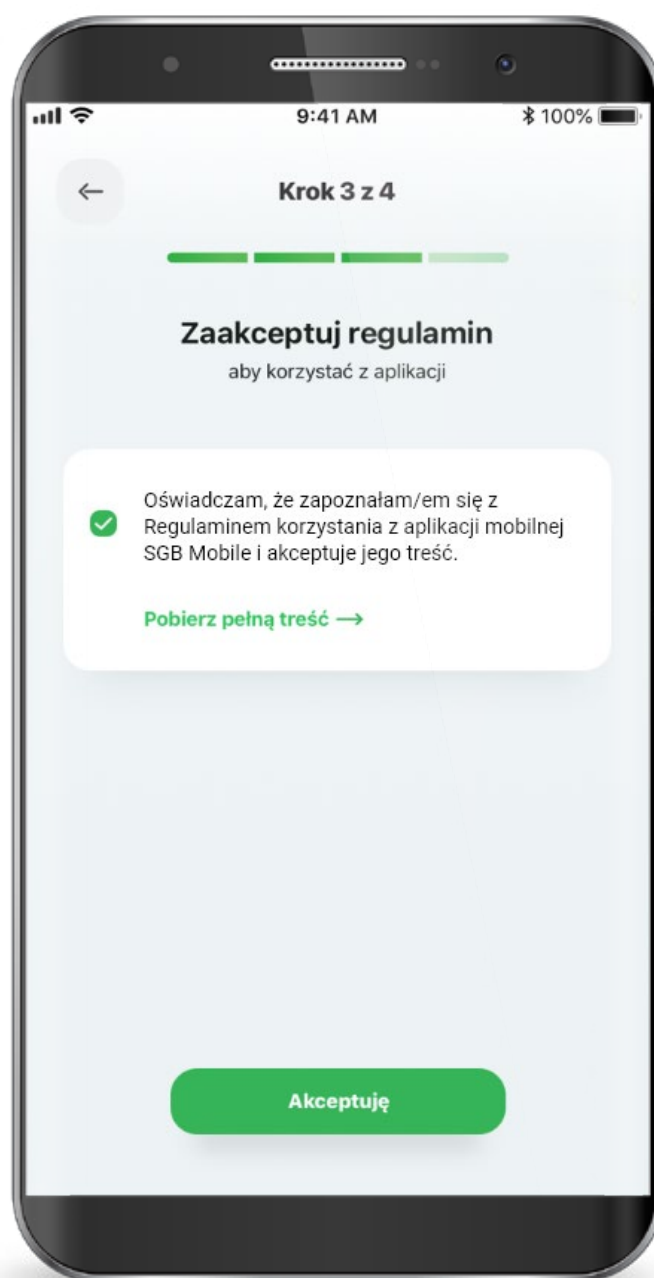 9:41 AM
100%
Krok 3 z 4
Zaakceptuj regulamin
aby korzystać z aplikacji
Oświadczam, że zapoznałam/em się z
Regulaminem korzystania z aplikacji mobilnej
SGB Mobile i akceptuje jego treść.
Pobierz pełną treść →
Akceptuję